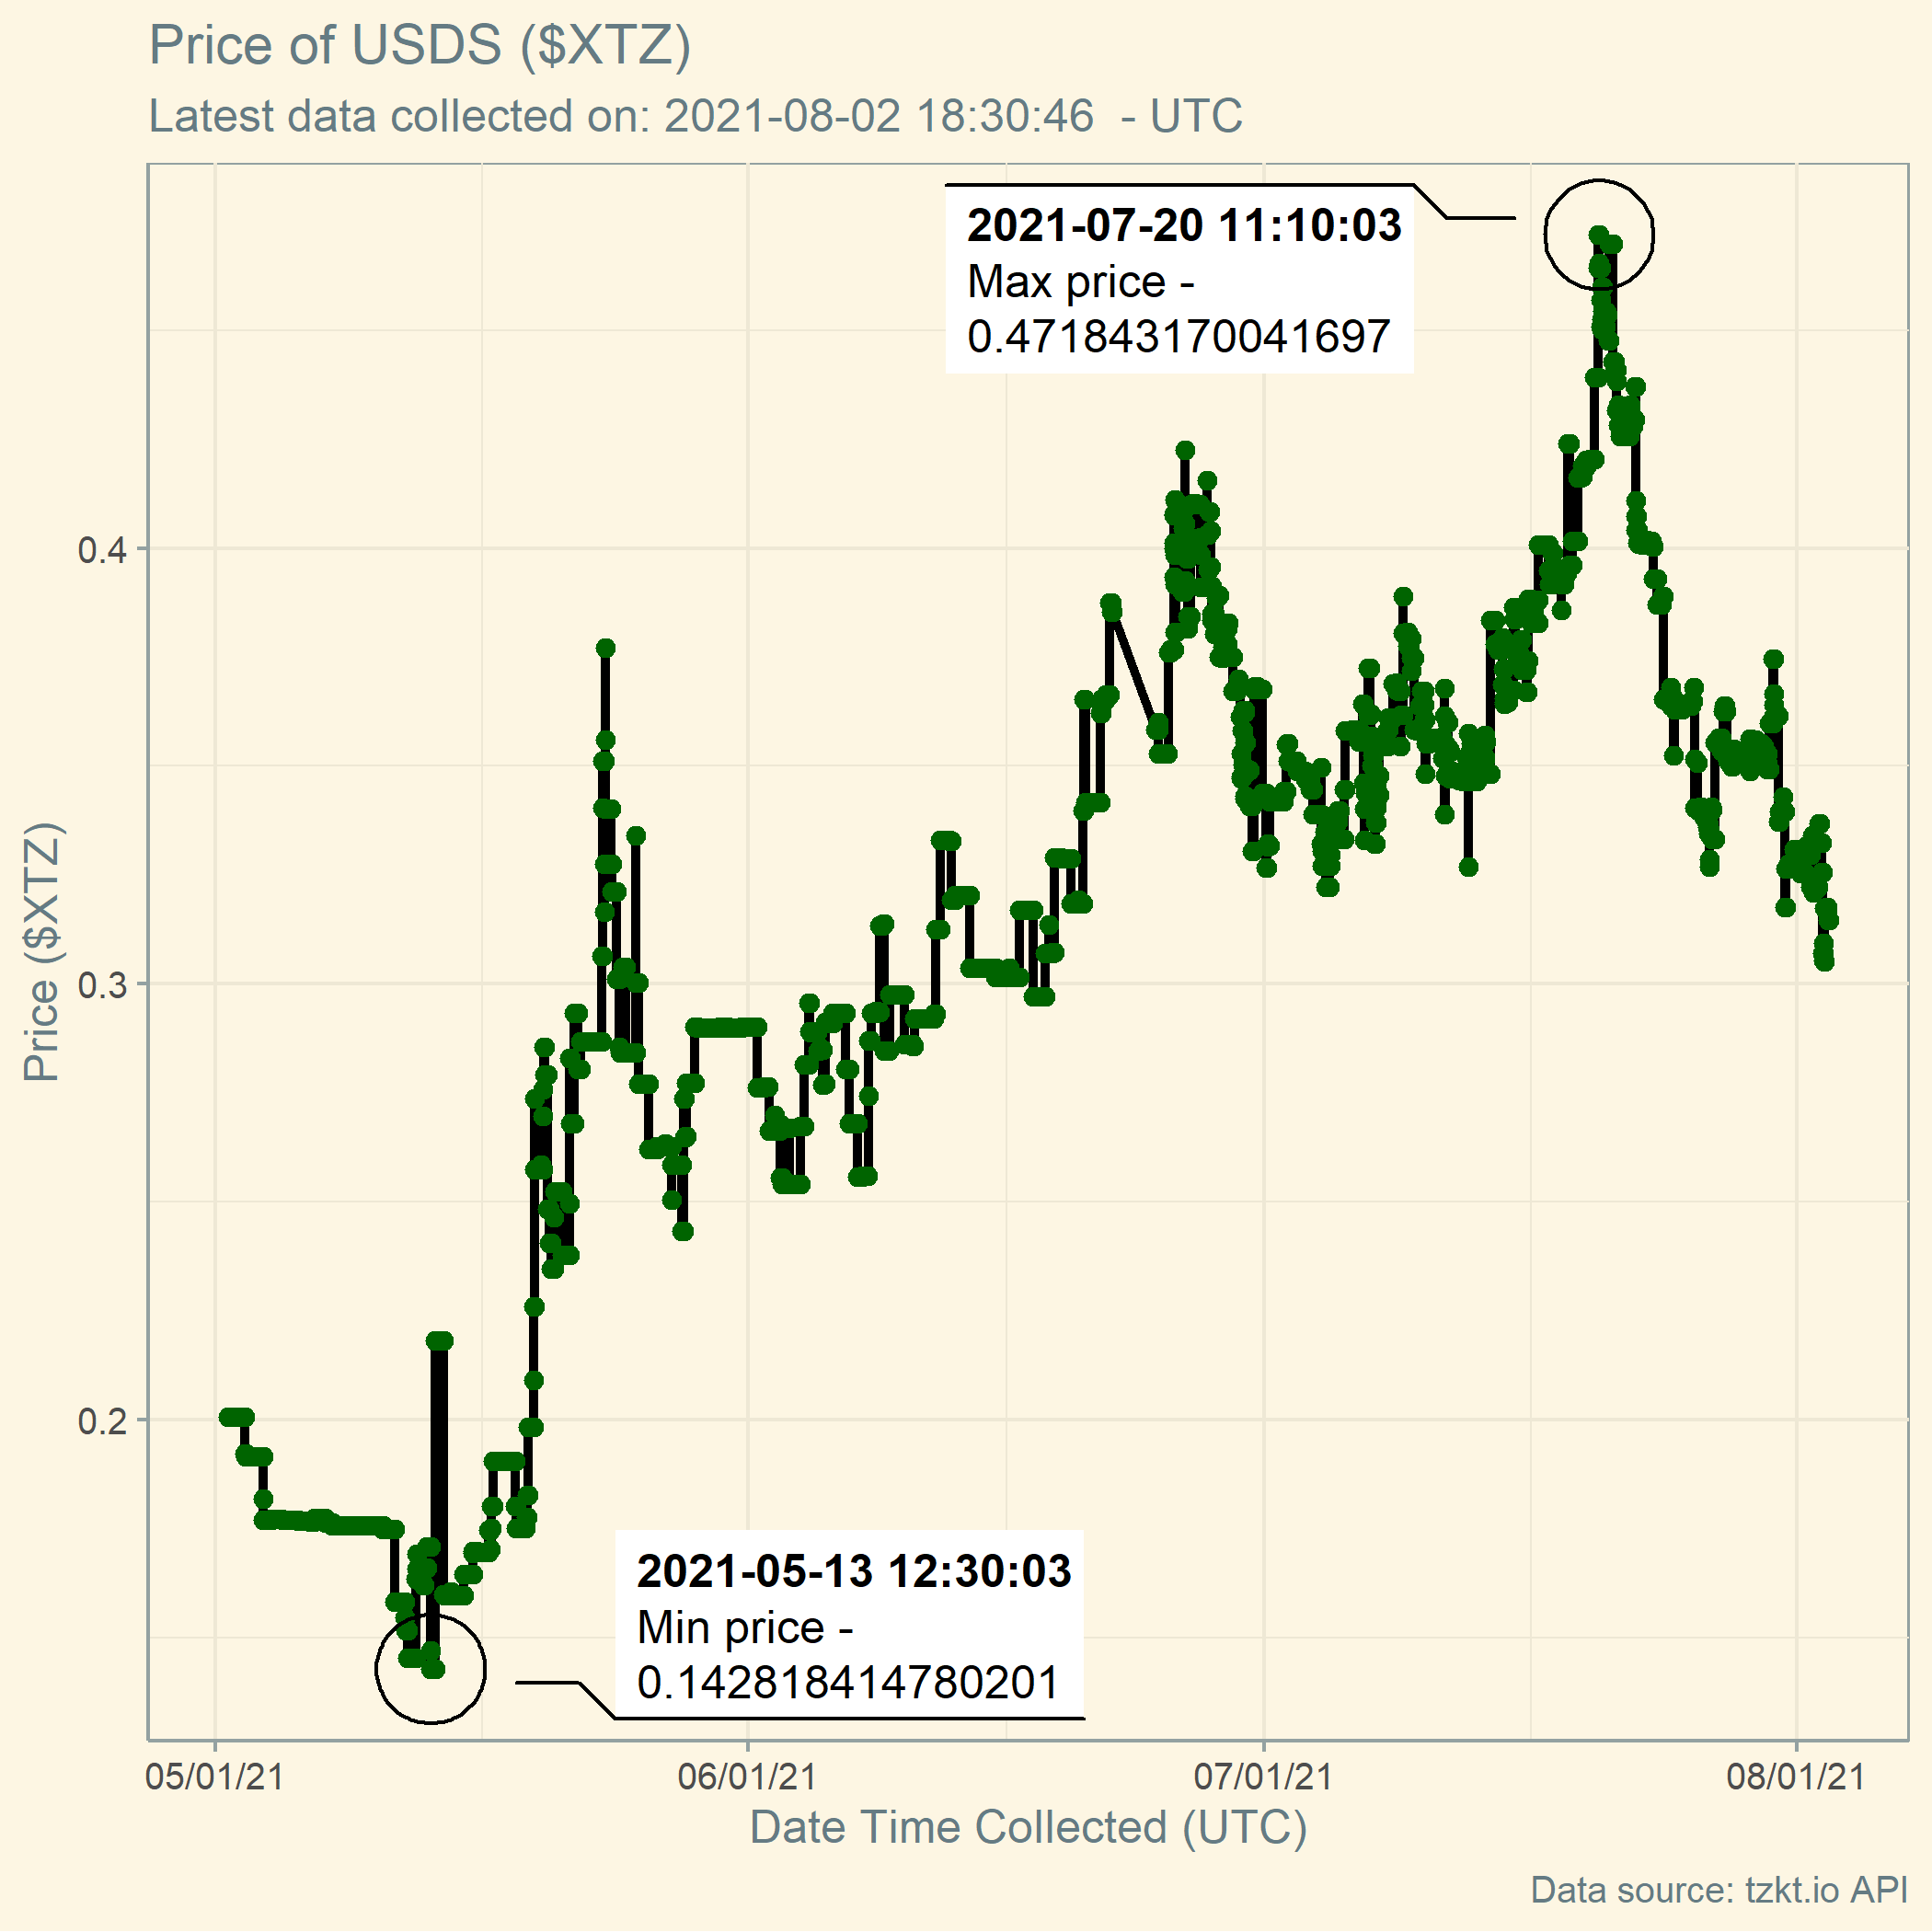 Price of USDS ($XTZ)
Latest data collected on: 2021-08-02 18:30:46  - UTC
2021-07-20 11:10:03
Max price -
0.471843170041697
0.4
0.3
0.2
Price ($XTZ)
2021-05-13 12:30:03
Min price -
0.142818414780201
05/01/21
06/01/21
07/01/21
08/01/21
Date Time Collected (UTC)
Data source: tzkt.io API